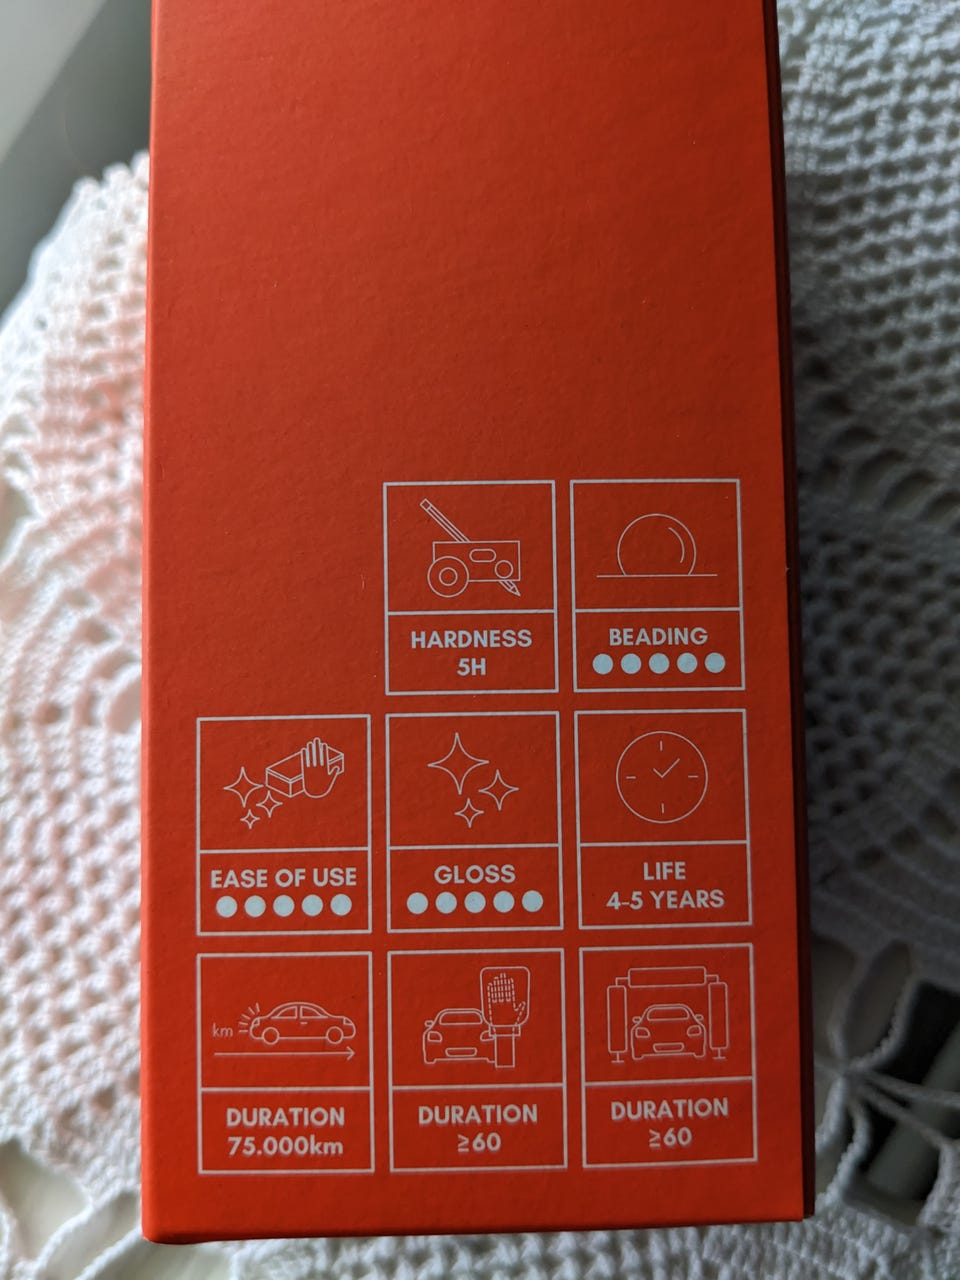 HARDNESS
5H
BEADING
EASE OF USE
GLOSS
LIFE
4-5 YEARS
km
DURATION
75.000km
DURATION
≥60
DURATION
≥60